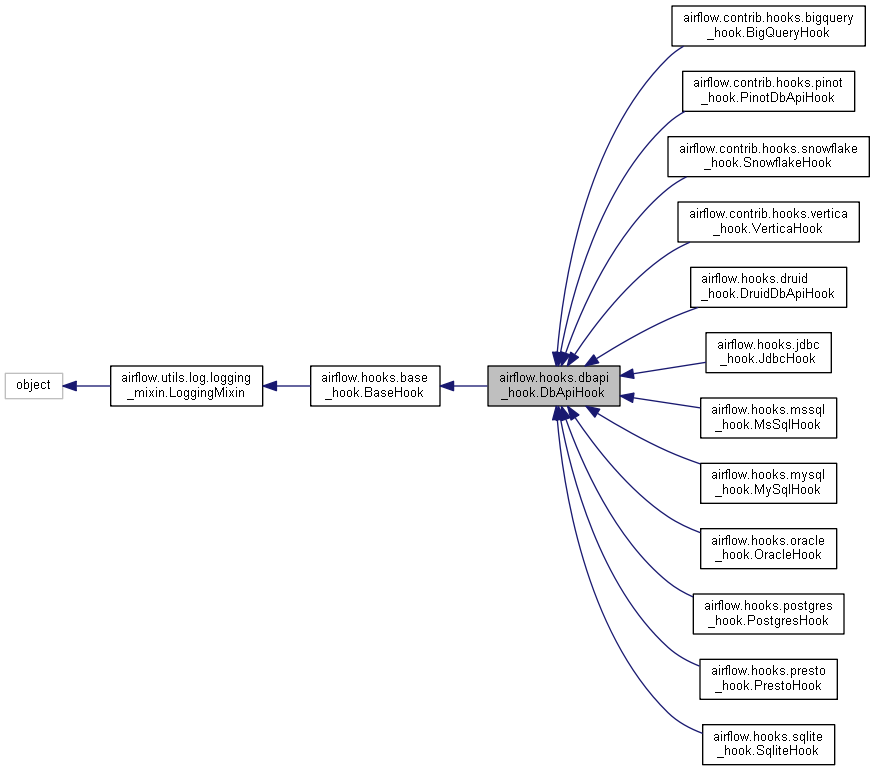 airflow.contrib.hooks.bigquery
_hook.BigQueryHook
airflow.contrib.hooks.pinot
_hook.PinotDbApiHook
airflow.contrib.hooks.snowflake
_hook.SnowflakeHook
airflow.contrib.hooks.vertica
_hook.VerticaHook
airflow.hooks.druid
_hook.DruidDbApiHook
airflow.hooks.jdbc
_hook.JdbcHook
object
airflow.utils.log.logging
_mixin.LoggingMixin
airflow.hooks.base
_hook.BaseHook
airflow.hooks.dbapi
_hook.DbApiHook
airflow.hooks.mssql
_hook.MsSqlHook
airflow.hooks.mysql
_hook.MySqlHook
airflow.hooks.oracle
_hook.OracleHook
airflow.hooks.postgres
_hook.PostgresHook
airflow.hooks.presto
_hook.PrestoHook
airflow.hooks.sqlite
_hook.SqliteHook